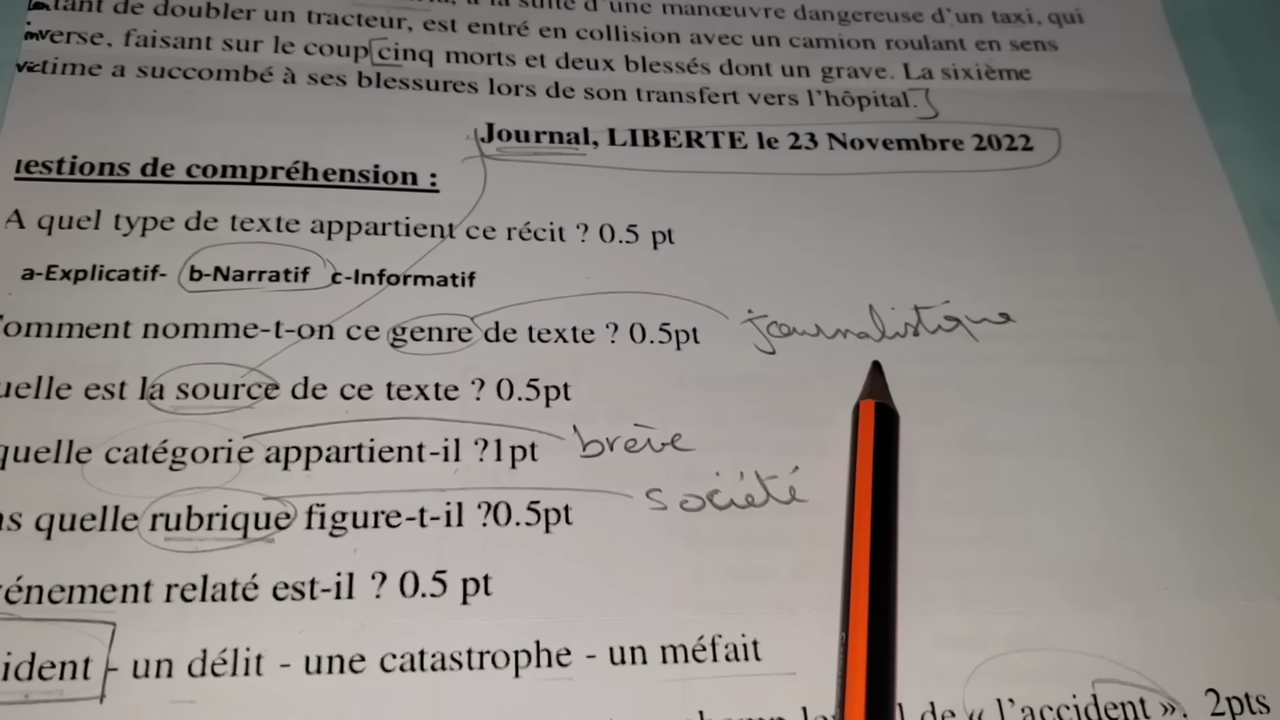 de doubler un tracteur, est entré en collision avec un camion roulant en sens
inverse, faisant sur le coup cinq morts et deux blessés dont un grave. La sixième
victime a succombé à ses blessures lors de son transfert vers l'hôpital.
Journal, LIBERTE le 23 Novembre 2022
estions de compréhension :
A quel type de texte appartient ce récit ? 0.5 pt
a-Explicatif- b-Narratif c-Informatif
omment nomme-t-on ce genre de texte ? 0.5pt journalistique
uelle est la source de ce texte ? 0.5pt
quelle catégorie appartient-il ?1pt brève
s quelle rubrique figure-t-il ?0.5pt société
énement relaté est-il ? 0.5 pt
ident - un délit - une catastrophe - un méfait
de « l'accident ». 2pts